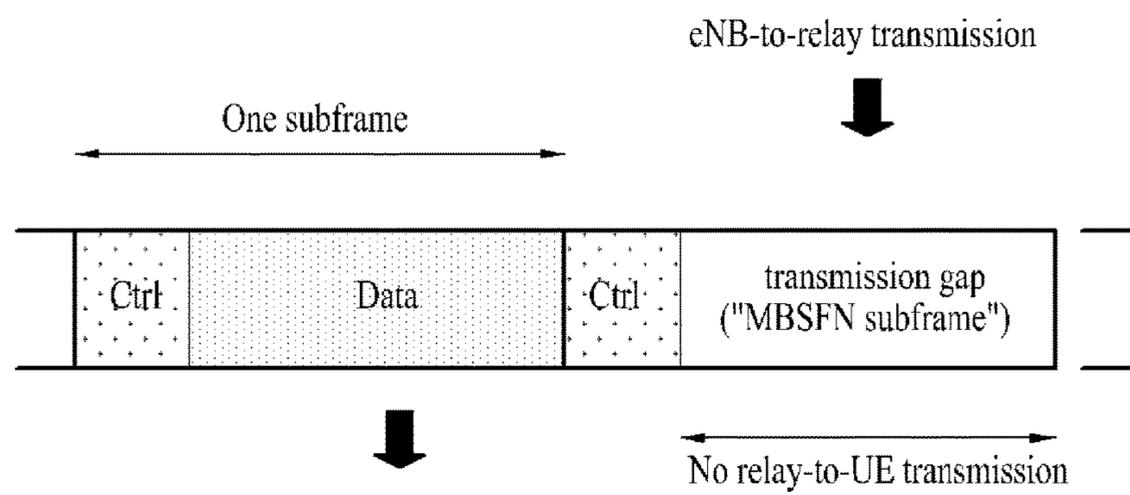 eNB-to-relay transmission
One subframe
Ctrl
Data
Ctrl
transmission gap
("MBSFN subframe")
No relay-to-UE transmission